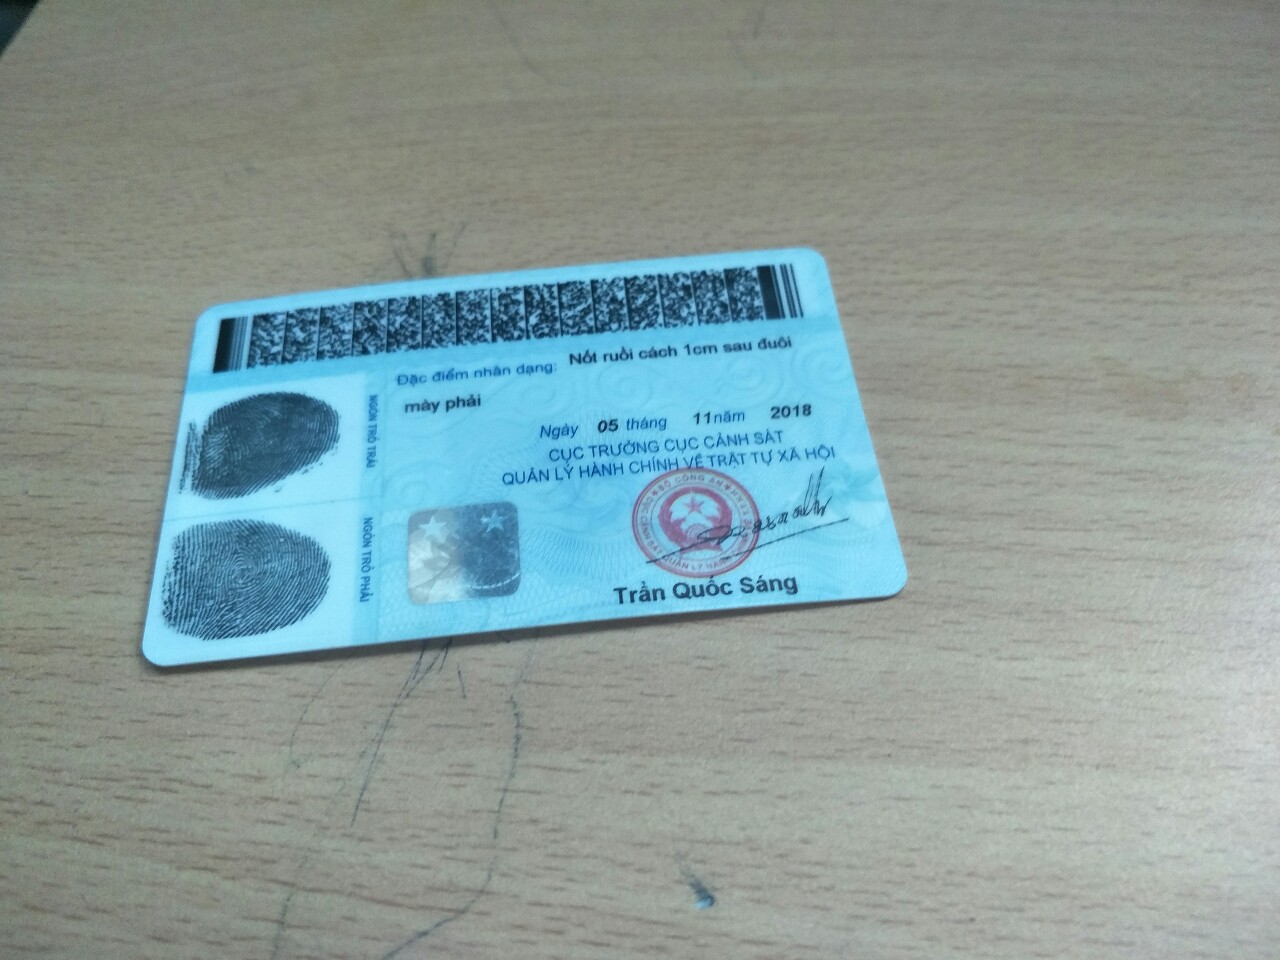 Đặc điểm nhân dạng: Nốt ruồi cách 1cm sau đuôi
mày phải
Ngày 05 tháng 11 năm 2018
CỤC TRƯỞNG CỤC CẢNH SÁT
QUẢN LÝ HÀNH CHÍNH VỀ TRẬT TỰ XÃ HỘI
BỘ CÔNG AN
Trần Quốc Sáng
NGÓN TRỎ TRÁI
NGÓN TRỎ PHẢI